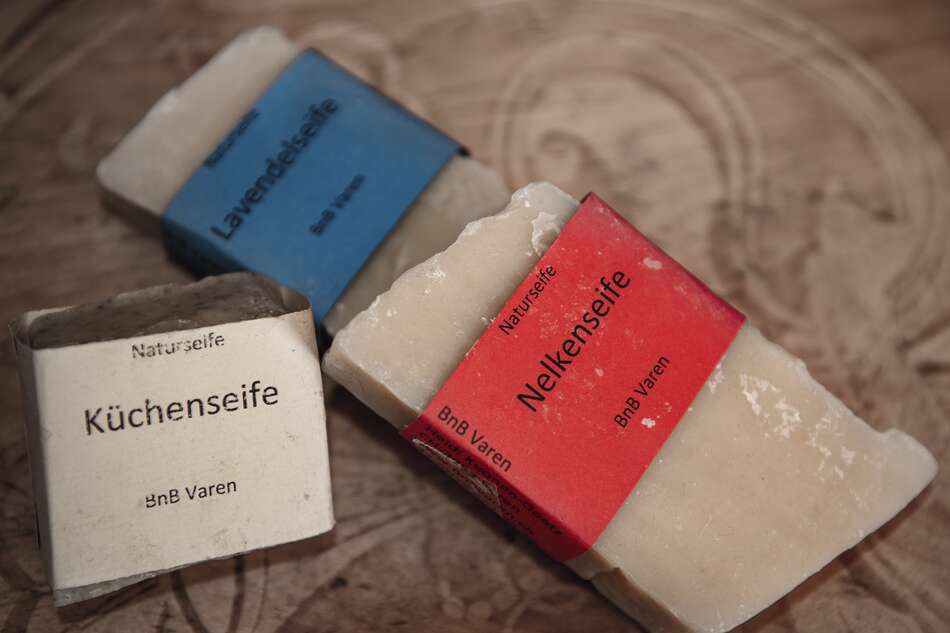 Naturseife
Lavendelseife
BnB Varen
Naturseife
Nelkenseife
BnB Varen
BnB Varen
Naturseife
Küchenseife
BnB Varen